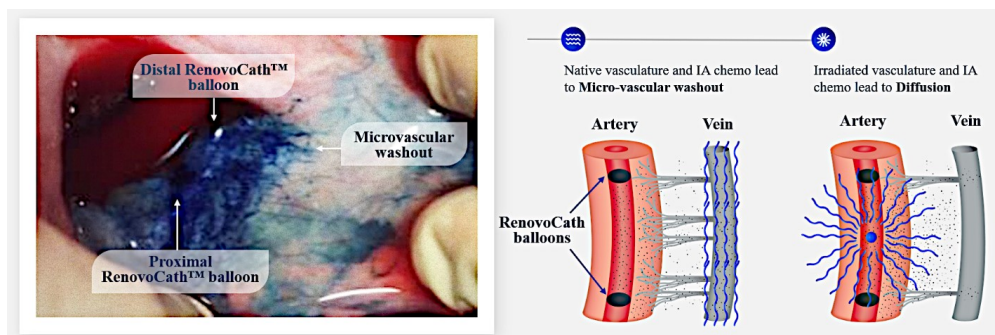 Distal RenovoCath™
balloon
Microvascular
washout
Proximal
RenovoCath™ balloon
Native vasculature and IA chemo lead
to Micro-vascular washout
Artery
Vein
RenovoCath
balloons
Irradiated vasculature and IA
chemo lead to Diffusion
Artery
Vein